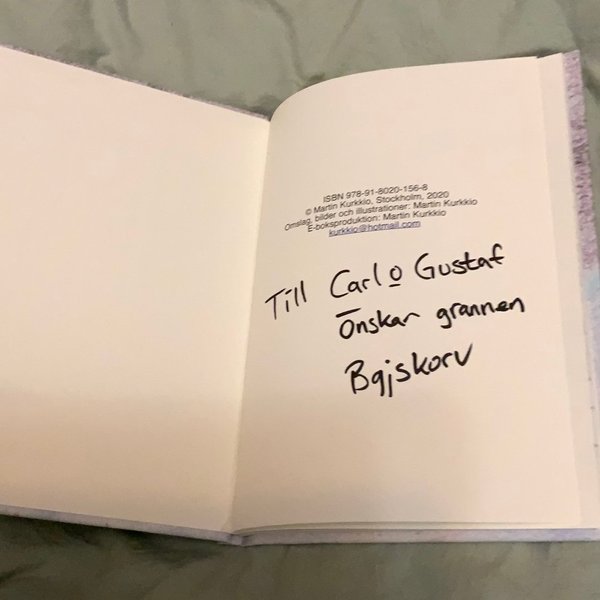 ISBN 978-91-8020-156-8
© Martin Kurkkio, Stockholm, 2020
Omslag, bilder och illustrationer: Martin Kurkkio
E-boksproduktion: Martin Kurkkio
kurkkio@hotmail.com
Till Carl o Gustaf
Önskar grannen
Bajskorv